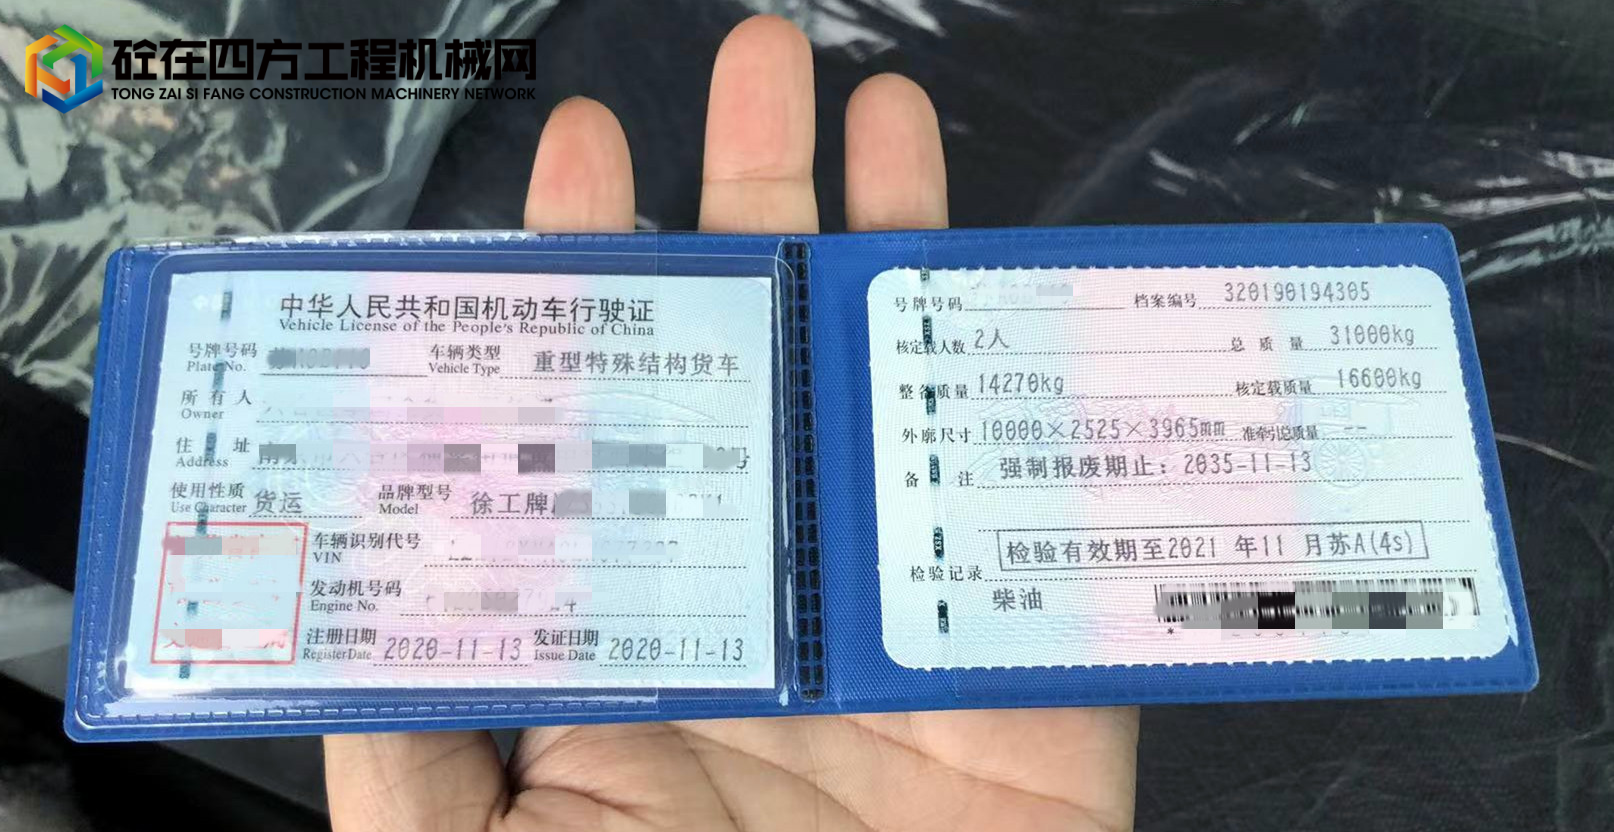 砼在四方工程机械网
TONG ZAI SI FANG CONSTRUCTION MACHINERY NETWORK
中华人民共和国机动车行驶证
Vehicle License of the People's Republic of China
号牌号码
Plate No.
车辆类型 重型特殊结构货车
Vehicle Type
所有人
Owner
住址 号
Address
使用性质 货运
Use Character
品牌型号 徐工牌
Model
车辆识别代号
VIN
发动机号码
Engine No.
注册日期 2020-11-13
Register Date
发证日期 2020-11-13
Issue Date
号牌号码 档案编号 320190194305
核定载人数 2人 总质量 31000kg
整备质量 14270kg 核定载质量 16600kg
外廓尺寸 10000×2525×3965mm 准牵引总质量 --
备注 强制报废期止：2035-11-13
检验有效期至2021 年11 月苏A(4s)
检验记录
柴油